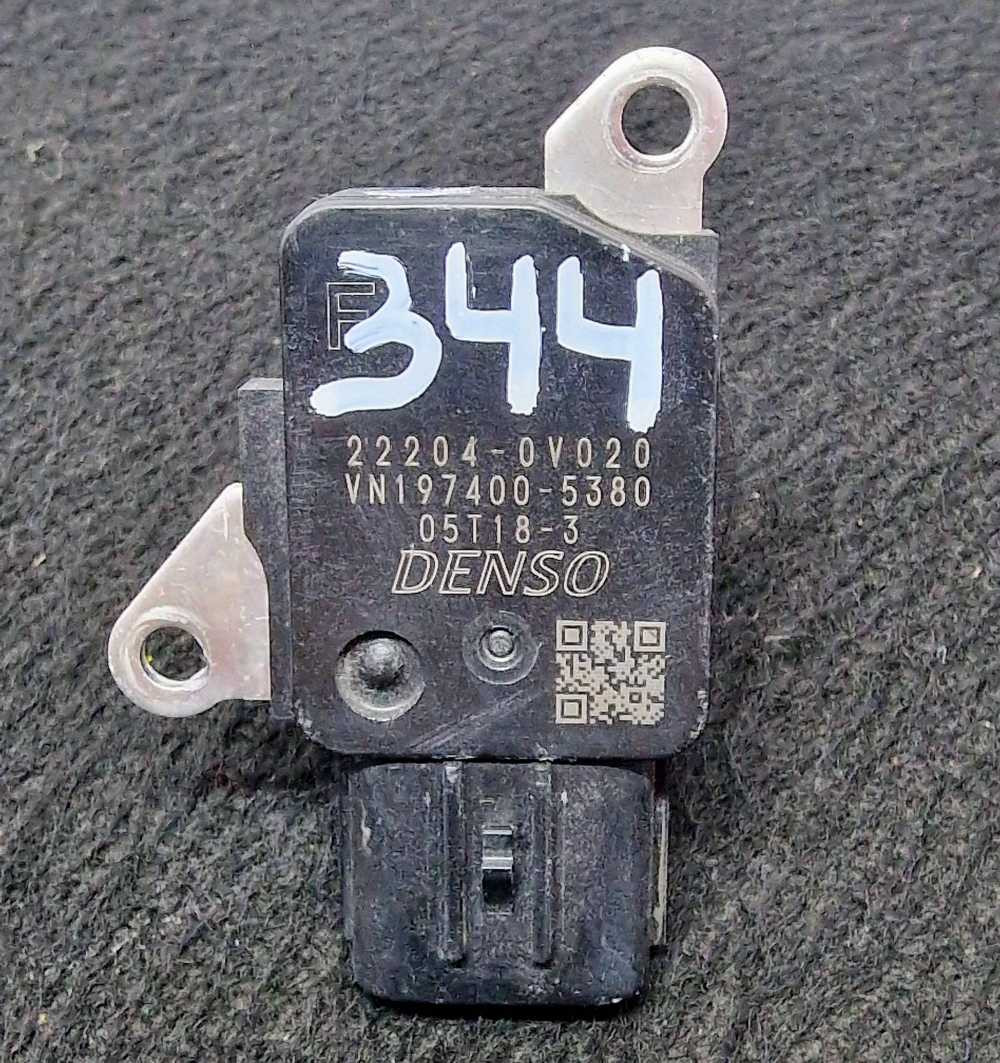 F
344
22204-0V020
VN197400-5380
05T18-3
DENSO